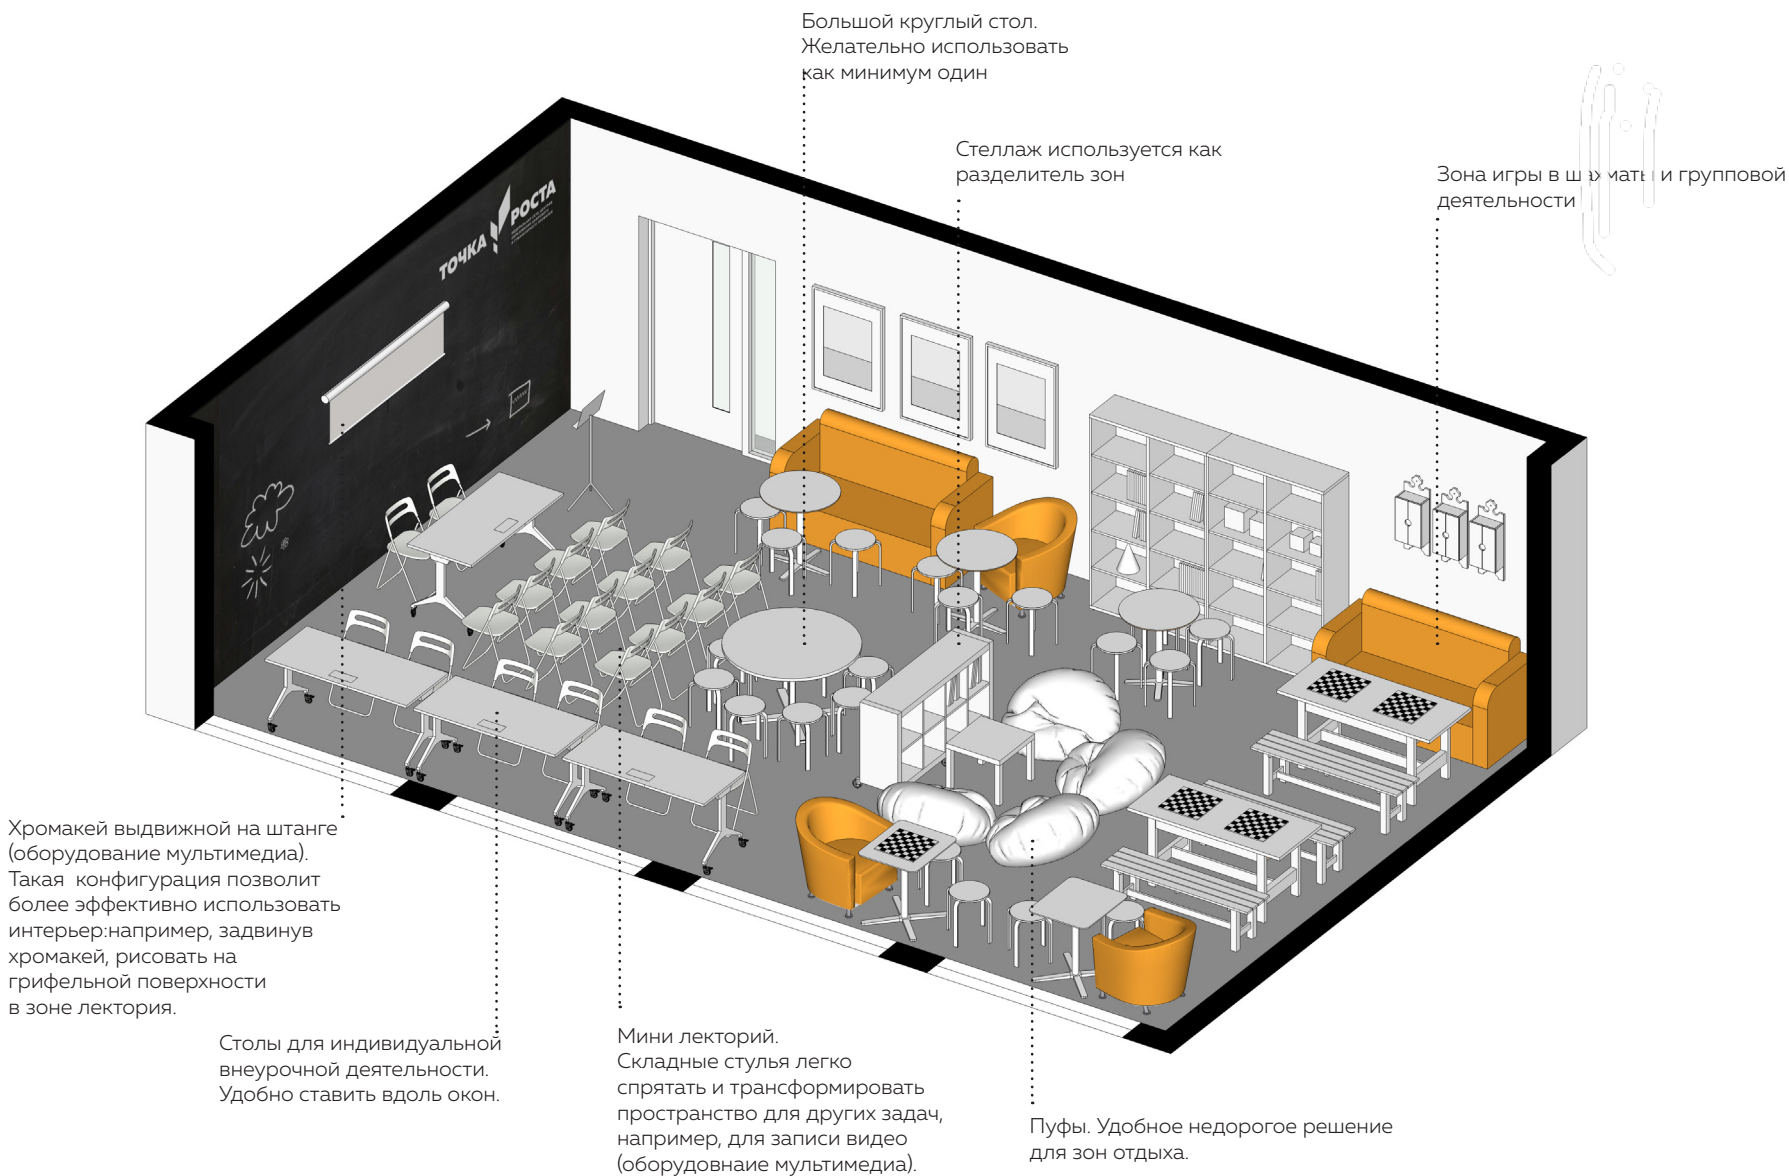 Большой круглый стол.
Желательно использовать
как минимум один
Стеллаж используется как
разделитель зон
Зона игры в шахматы и групповой
деятельности
ТОЧКА РОСТА
Хромакей выдвижной на штанге
(оборудование мультимедиа).
Такая конфигурация позволит
более эффективно использовать
интерьер:например, задвинув
хромакей, рисовать на
грифельной поверхности
в зоне лектория.
Столы для индивидуальной
внеурочной деятельности.
Удобно ставить вдоль окон.
Мини лекторий.
Складные стулья легко
спрятать и трансформировать
пространство для других задач,
например, для записи видео
(оборудовнаие мультимедиа).
Пуфы. Удобное недорогое решение
для зон отдыха.